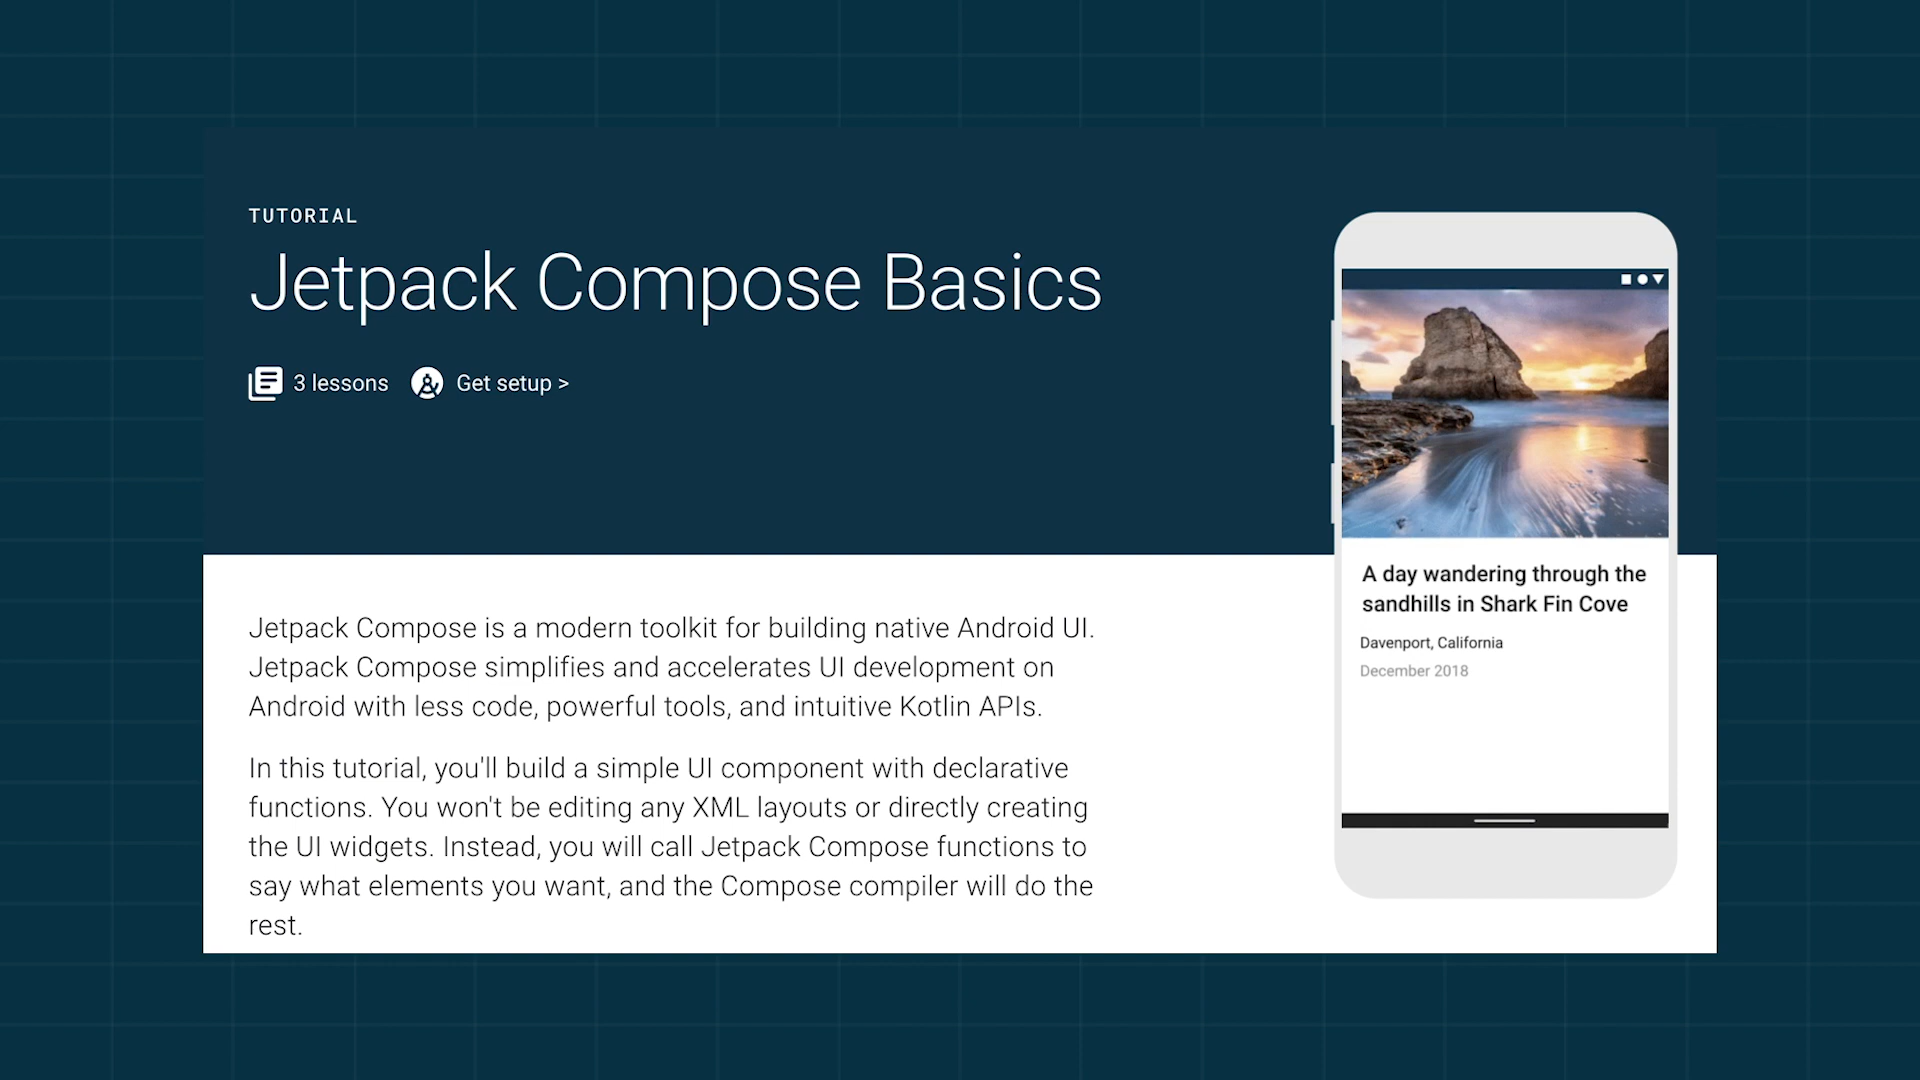 TUTORIAL
Jetpack Compose Basics
3 lessons
Get setup >
Jetpack Compose is a modern toolkit for building native Android UI.
Jetpack Compose simplifies and accelerates UI development on
Android with less code, powerful tools, and intuitive Kotlin APIs.
In this tutorial, you'll build a simple UI component with declarative
functions. You won't be editing any XML layouts or directly creating
the UI widgets. Instead, you will call Jetpack Compose functions to
say what elements you want, and the Compose compiler will do the
rest.
A day wandering through the
sandhills in Shark Fin Cove
Davenport, California
December 2018